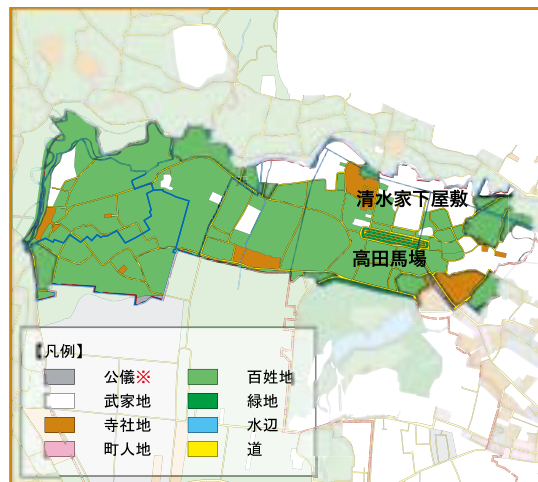 清水家下屋敷
高田馬場
【凡例】
公儀※ 百姓地
武家地 緑地
寺社地 水辺
町人地 道